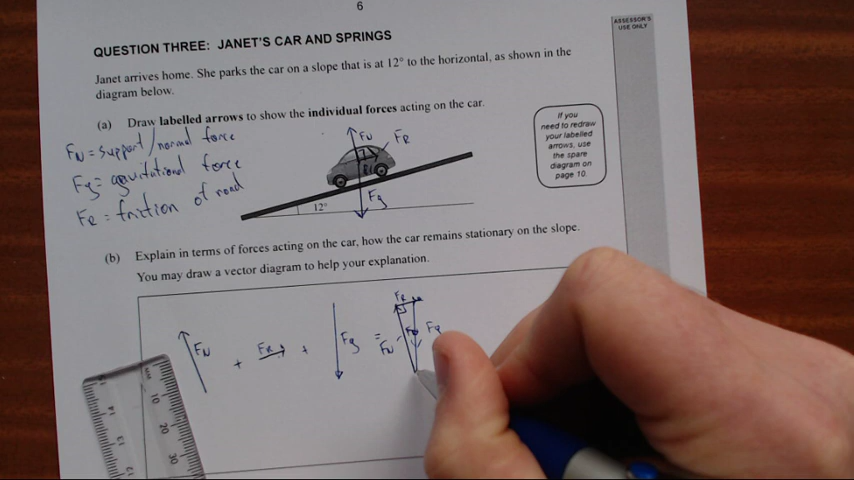 6
ASSESSOR'S
USE ONLY
QUESTION THREE: JANET'S CAR AND SPRINGS
Janet arrives home. She parks the car on a slope that is at 12° to the horizontal, as shown in the
diagram below.
(a) Draw labelled arrows to show the individual forces acting on the car.
If you
need to redraw
your labelled
arrows, use
the spare
diagram on
page 10.
FN = support/normal force
Fg = gravitational force
FR = friction of road
FN
FR
Fg
12°
(b) Explain in terms of forces acting on the car, how the car remains stationary on the slope.
You may draw a vector diagram to help your explanation.
FN + FR + Fg =
FR
FN
MM 10 20 30